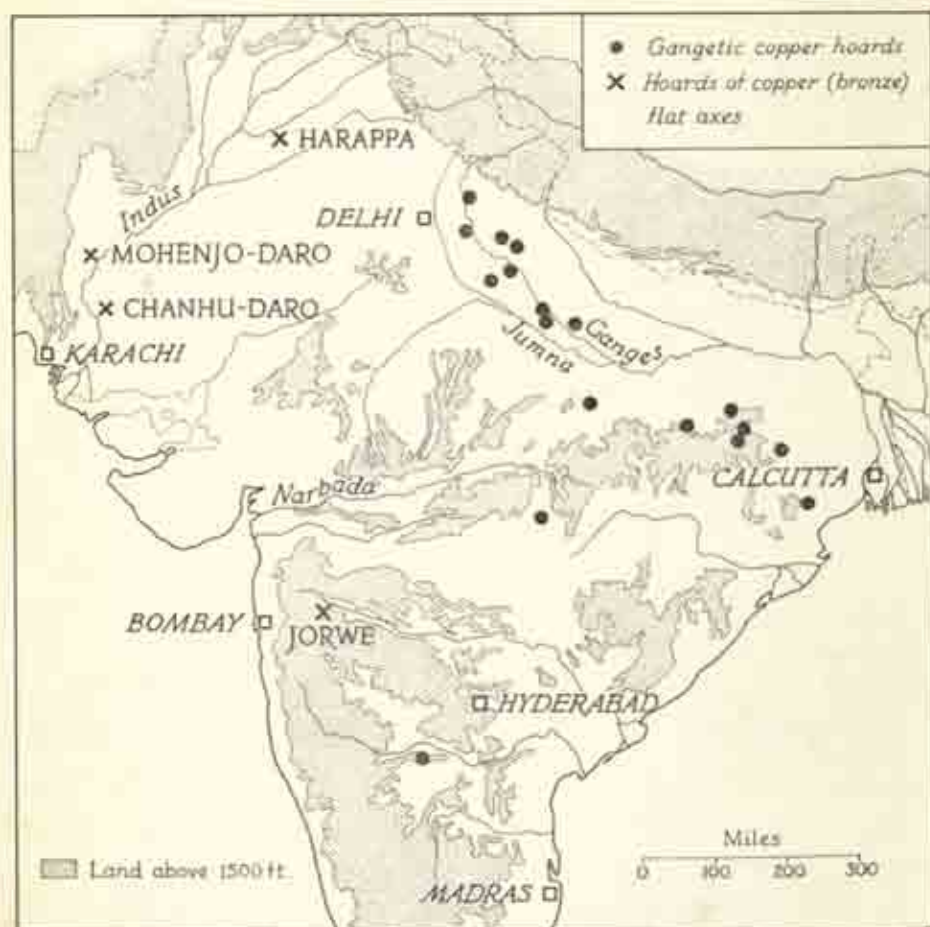 Gangetic copper hoards
Hoards of copper (bronze)
flat axes
HARAPPA
Indus
DELHI
MOHENJO-DARO
CHANHU-DARO
KARACHI
Jumna
Ganges
CALCUTTA
Narbada
BOMBAY
JORWE
HYDERABAD
Miles
0 100 200 300
Land above 1500 ft.
MADRAS